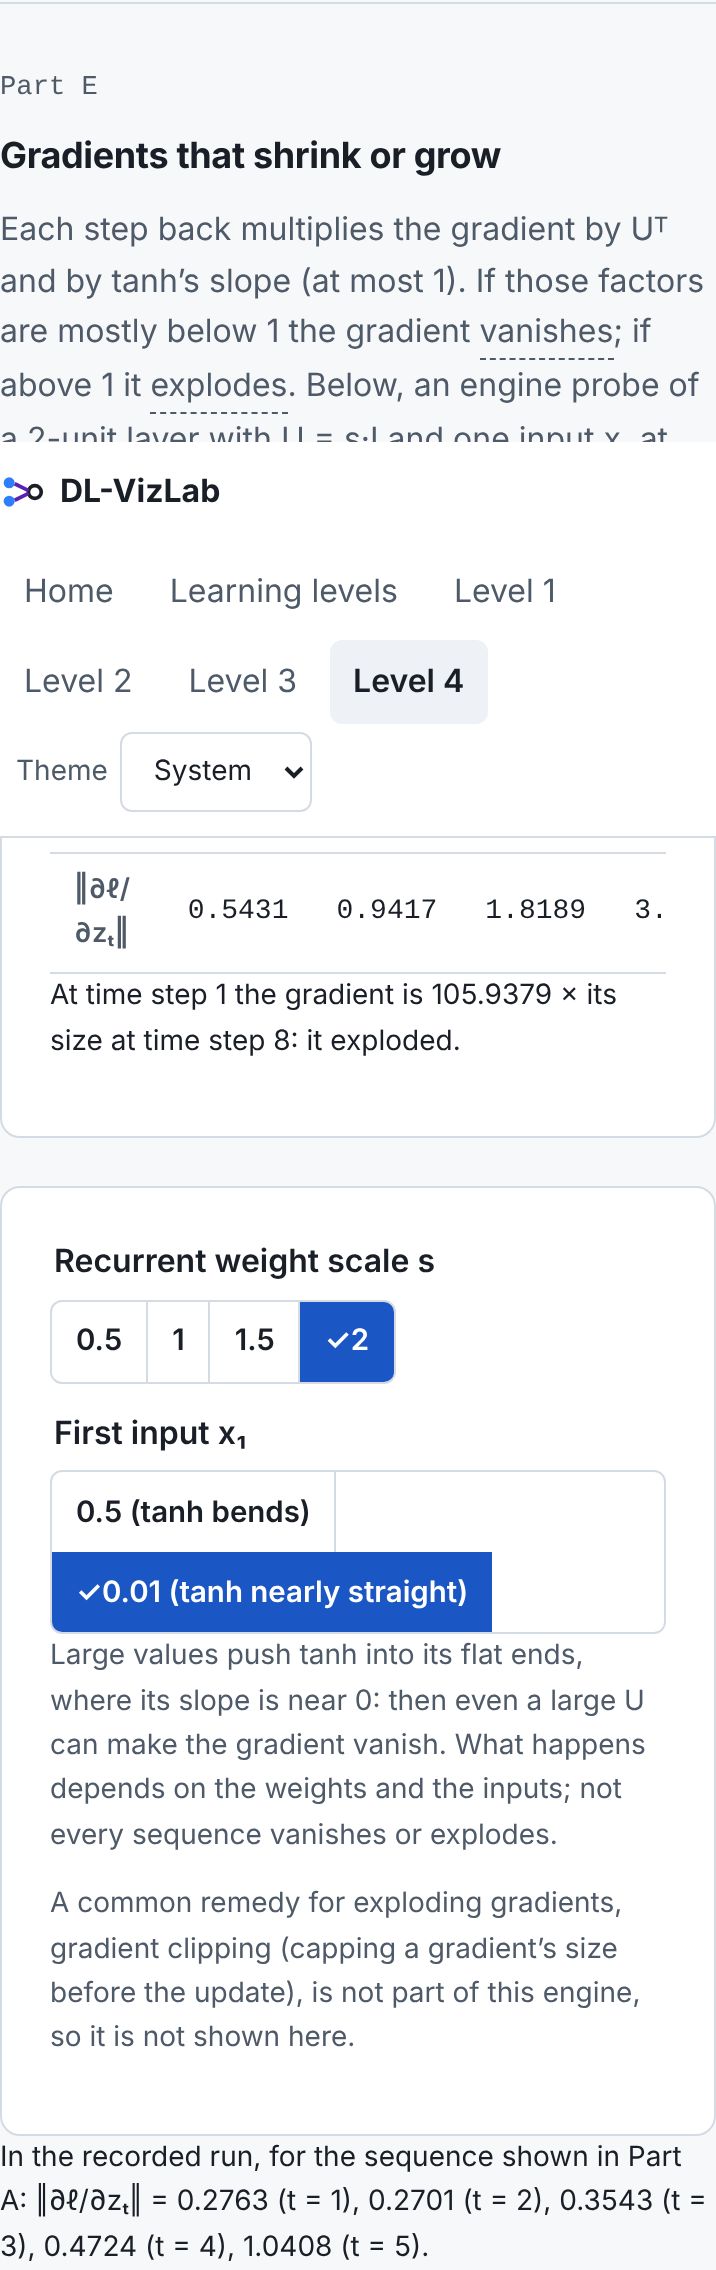 Part E
Gradients that shrink or grow
Each step back multiplies the gradient by Uᵀ
and by tanh’s slope (at most 1). If those factors
are mostly below 1 the gradient vanishes; if
above 1 it explodes. Below, an engine probe of
a 2-unit layer with U = s·I and one input x, at
DL-VizLab
Home Learning levels Level 1
Level 2 Level 3 Level 4
Theme System
‖∂ℓ/
∂zₜ‖ 0.5431 0.9417 1.8189 3.
At time step 1 the gradient is 105.9379 × its
size at time step 8: it exploded.
Recurrent weight scale s
0.5 1 1.5 ✓2
First input x₁
0.5 (tanh bends)
✓0.01 (tanh nearly straight)
Large values push tanh into its flat ends,
where its slope is near 0: then even a large U
can make the gradient vanish. What happens
depends on the weights and the inputs; not
every sequence vanishes or explodes.
A common remedy for exploding gradients,
gradient clipping (capping a gradient’s size
before the update), is not part of this engine,
so it is not shown here.
In the recorded run, for the sequence shown in Part
A: ‖∂ℓ/∂zₜ‖ = 0.2763 (t = 1), 0.2701 (t = 2), 0.3543 (t =
3), 0.4724 (t = 4), 1.0408 (t = 5).